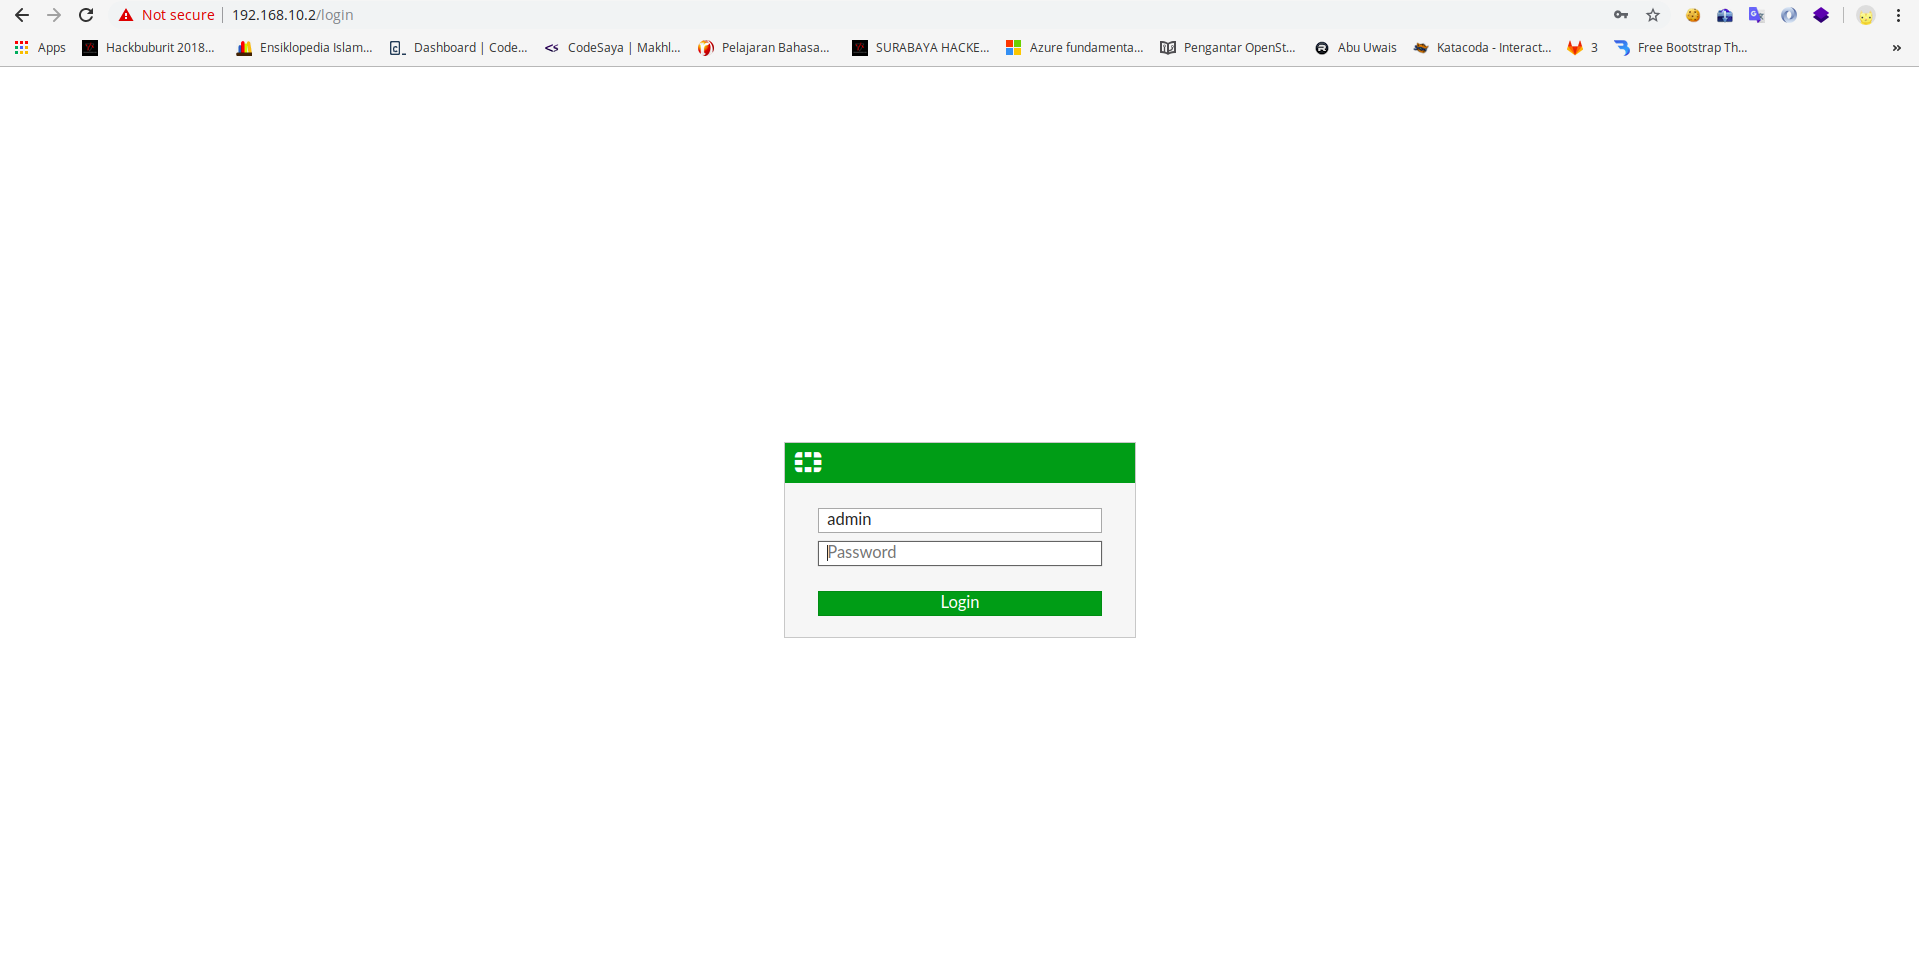 Not secure 192.168.10.2/login
Apps Hackbuburit 2018... Ensiklopedia Islam... Dashboard | Code... CodeSaya | Makhl... Pelajaran Bahasa... SURABAYA HACKE... Azure fundamenta... Pengantar OpenSt... Abu Uwais Katacoda - Interact... 3 Free Bootstrap Th... »
admin
Password
Login